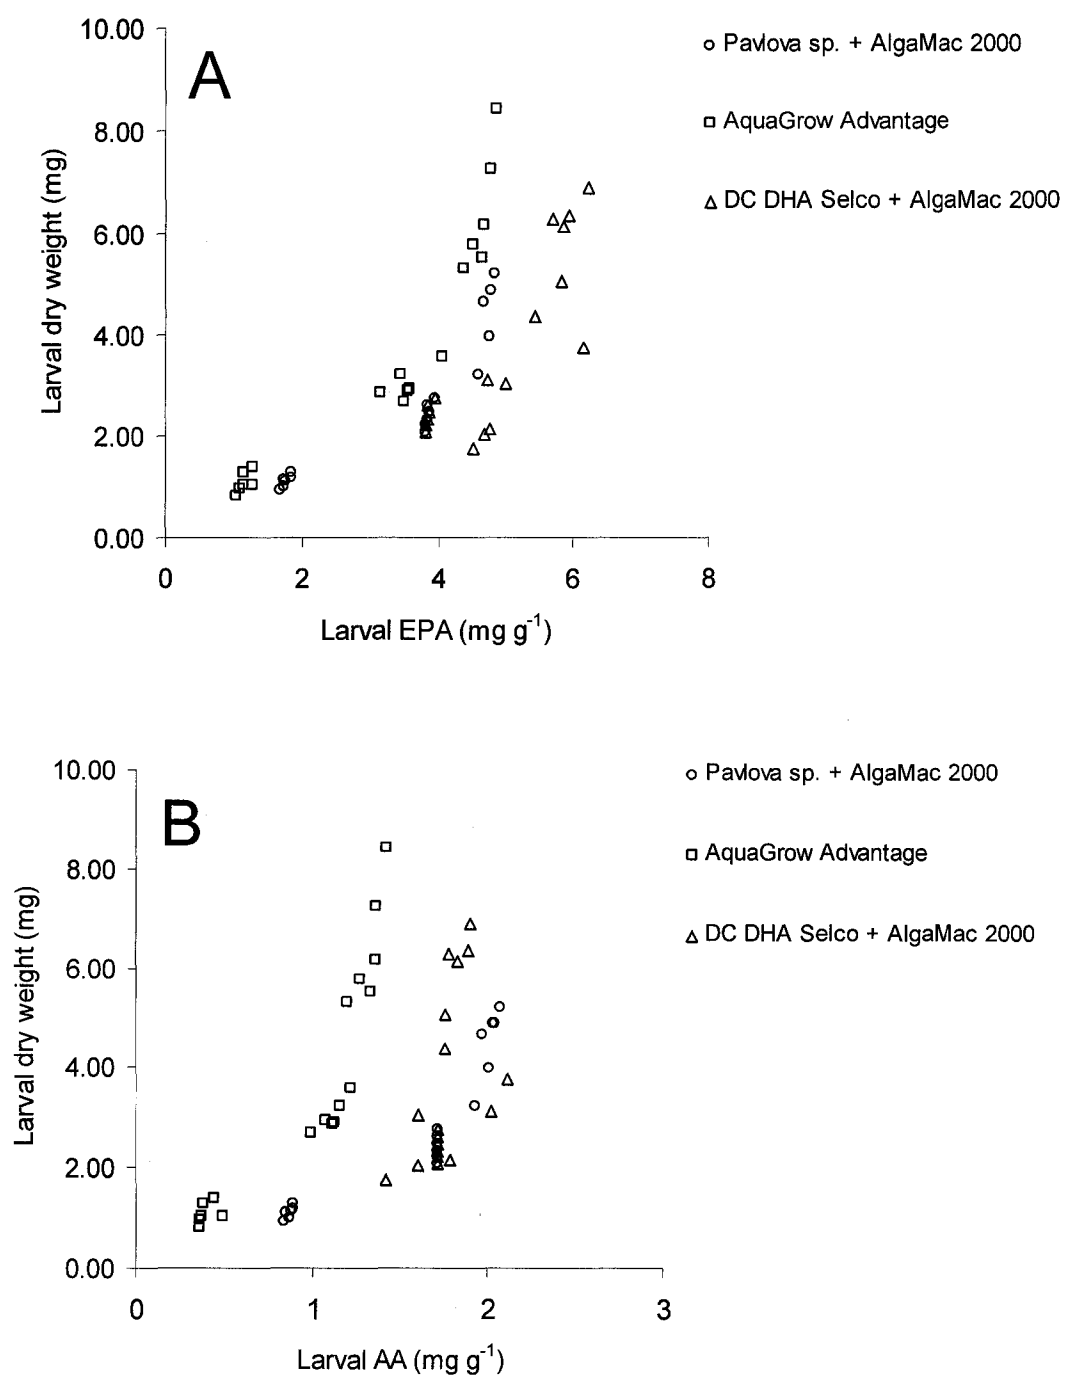 10.00
8.00
6.00
4.00
2.00
0.00
A
Larval dry weight (mg)
0 2 4 6 8
Larval EPA (mg g-1)
Pavlova sp. + AlgaMac 2000
AquaGrow Advantage
DC DHA Selco + AlgaMac 2000
10.00
8.00
6.00
4.00
2.00
0.00
B
Larval dry weight (mg)
0 1 2 3
Larval AA (mg g-1)
Pavlova sp. + AlgaMac 2000
AquaGrow Advantage
DC DHA Selco + AlgaMac 2000